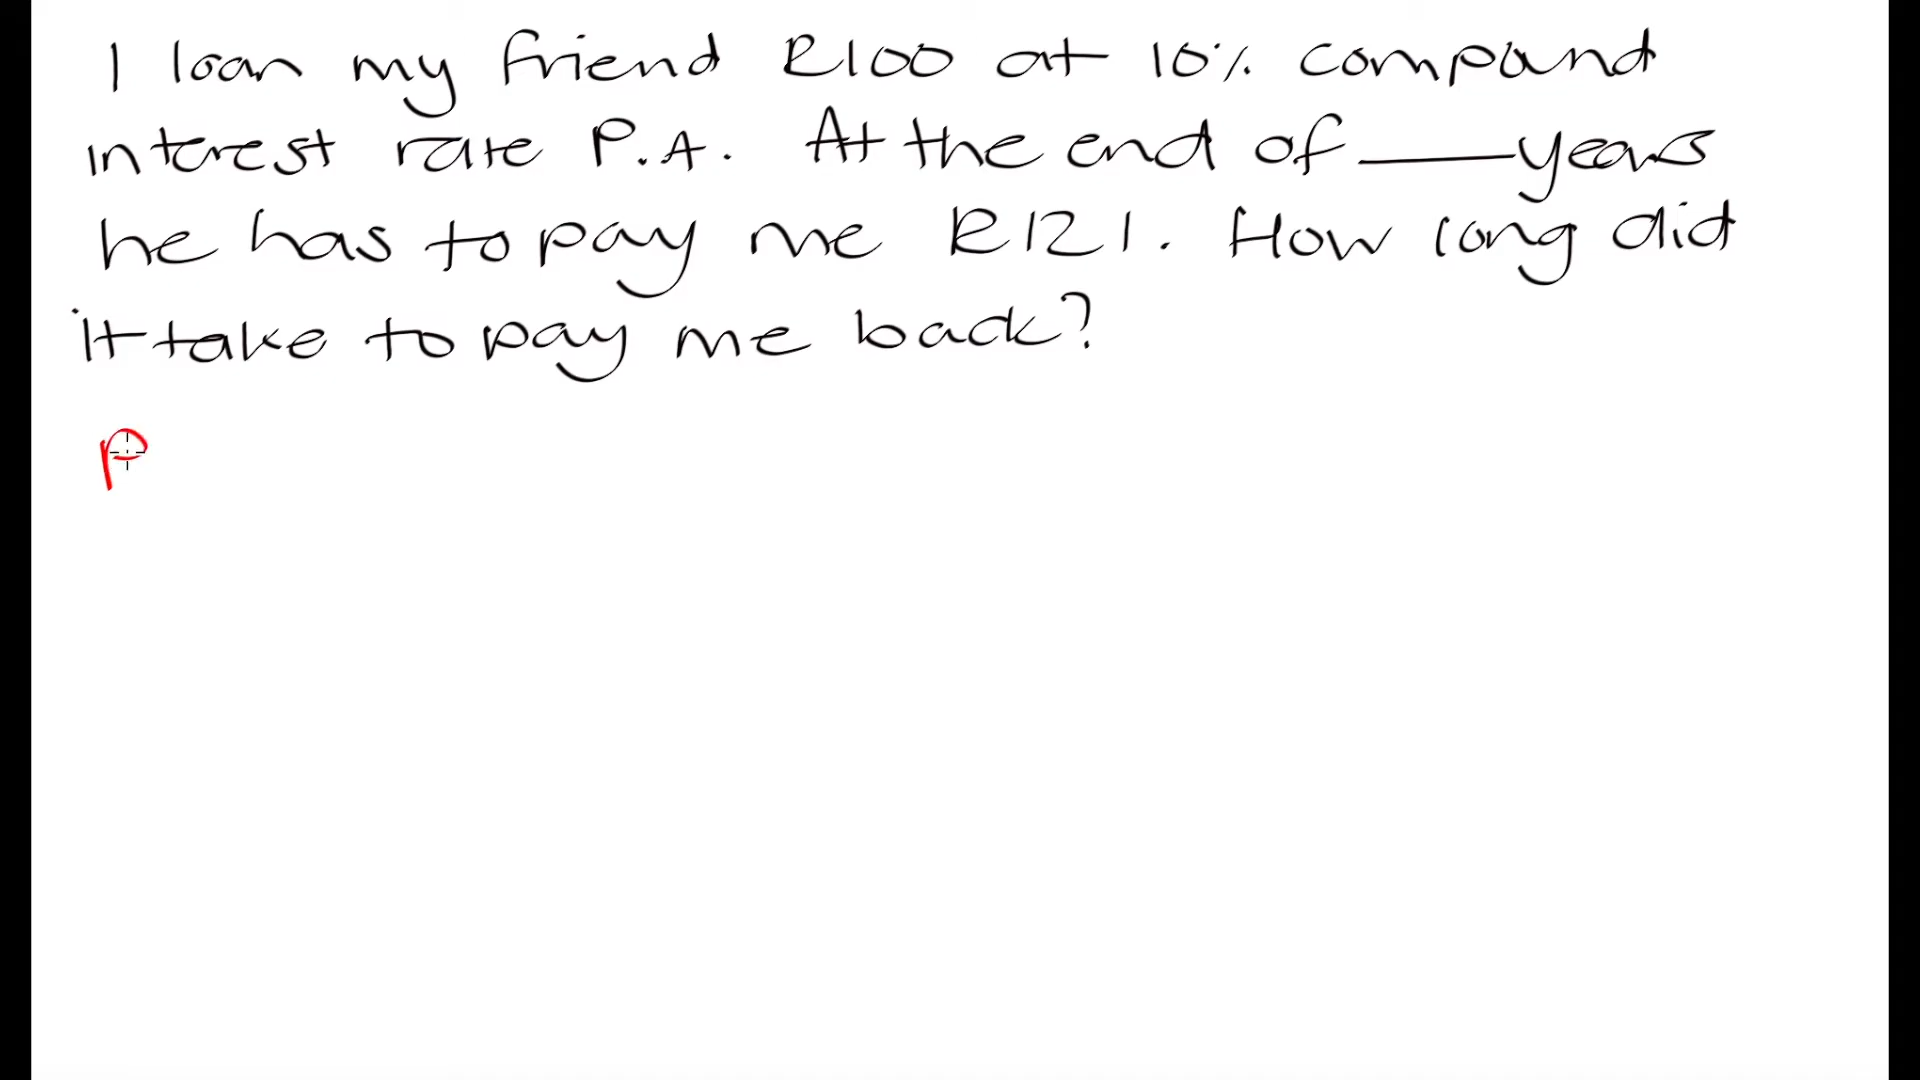 I loan my friend R100 at 10% compound
interest rate P.A. At the end of ____ years
he has to pay me R121. How long did
it take to pay me back?
P